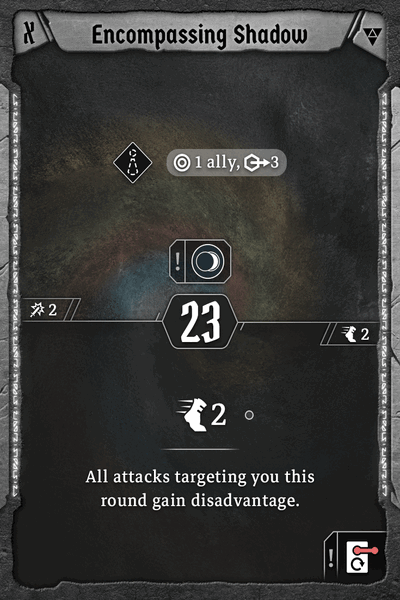 X
Encompassing Shadow
1 ally, 3
!
2
23
2
2
All attacks targeting you this
round gain disadvantage.
!